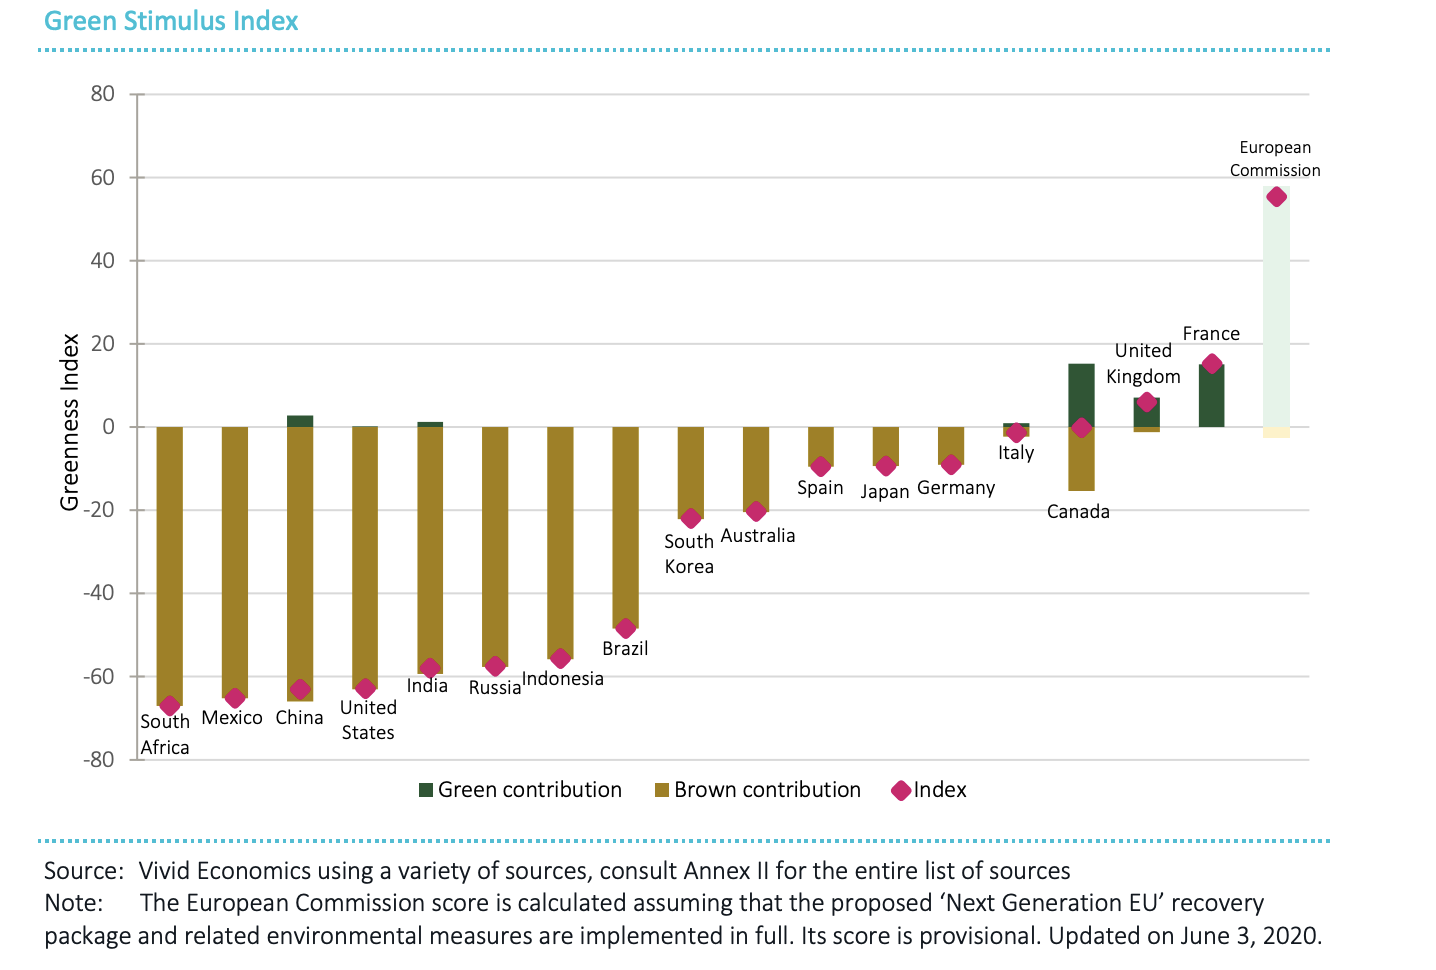 Green Stimulus Index
80
60
40
20
0
-20
-40
-60
-80
Greenness Index
South
Africa
Mexico
China
United
States
India
Russia
Indonesia
Brazil
South
Korea
Australia
Spain
Japan
Germany
Italy
Canada
United
Kingdom
France
European
Commission
Green contribution
Brown contribution
Index
Source: Vivid Economics using a variety of sources, consult Annex II for the entire list of sources
Note: The European Commission score is calculated assuming that the proposed ‘Next Generation EU’ recovery
package and related environmental measures are implemented in full. Its score is provisional. Updated on June 3, 2020.